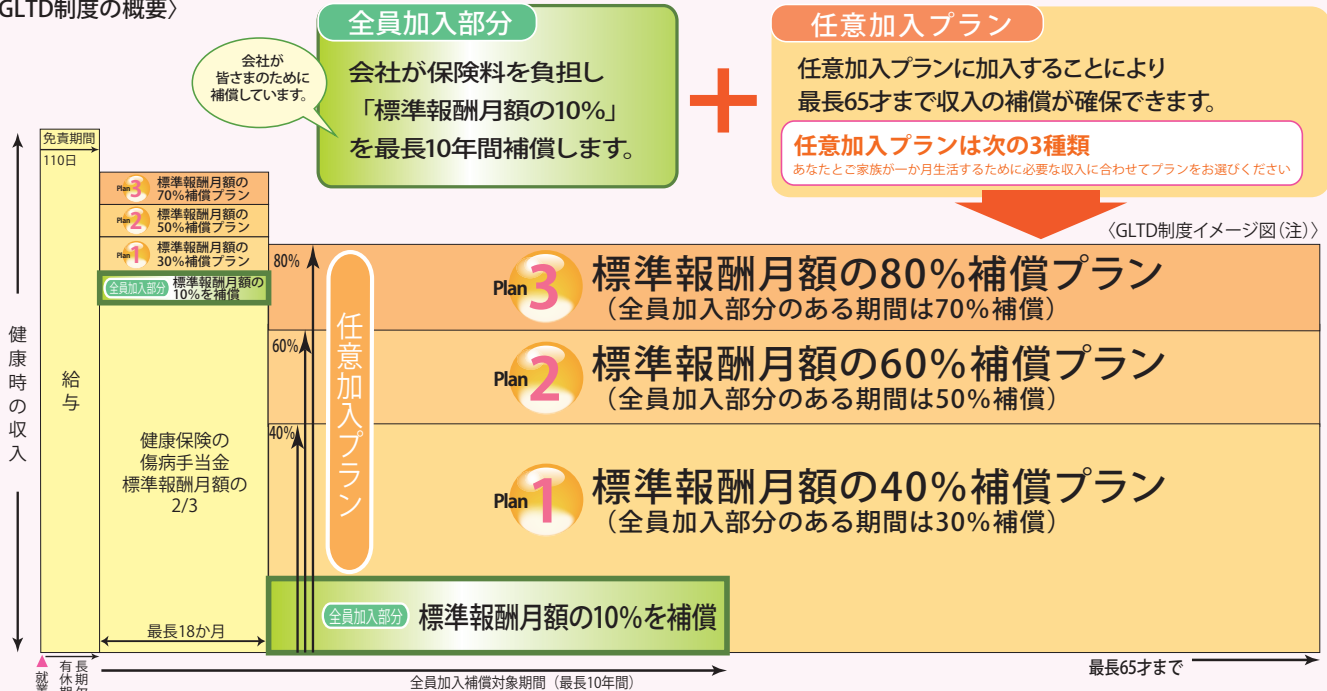 GLTD制度の概要〉
会社が
皆さまのために
補償しています。
全員加入部分
会社が保険料を負担し
「標準報酬月額の10%」
を最長10年間補償します。
任意加入プラン
任意加入プランに加入することにより
最長65才まで収入の補償が確保できます。
任意加入プランは次の3種類
あなたとご家族が一か月生活するために必要な収入に合わせてプランをお選びください
〈GLTD制度イメージ図(注)〉
健康時の収入
免責期間
110日
給与
Plan 3 標準報酬月額の
70%補償プラン
Plan 2 標準報酬月額の
50%補償プラン
Plan 1 標準報酬月額の
30%補償プラン
全員加入部分 標準報酬月額の
10%を補償
健康保険の
傷病手当金
標準報酬月額の
2/3
最長18か月
80%
60%
40%
任意加入プラン
Plan 3 標準報酬月額の80%補償プラン
(全員加入部分のある期間は70%補償)
Plan 2 標準報酬月額の60%補償プラン
(全員加入部分のある期間は50%補償)
Plan 1 標準報酬月額の40%補償プラン
(全員加入部分のある期間は30%補償)
全員加入部分 標準報酬月額の10%を補償
就業
長期
有休
全員加入補償対象期間(最長10年間)
最長65才まで